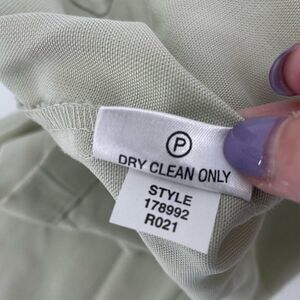 P
DRY CLEAN ONLY
STYLE
178992
R021